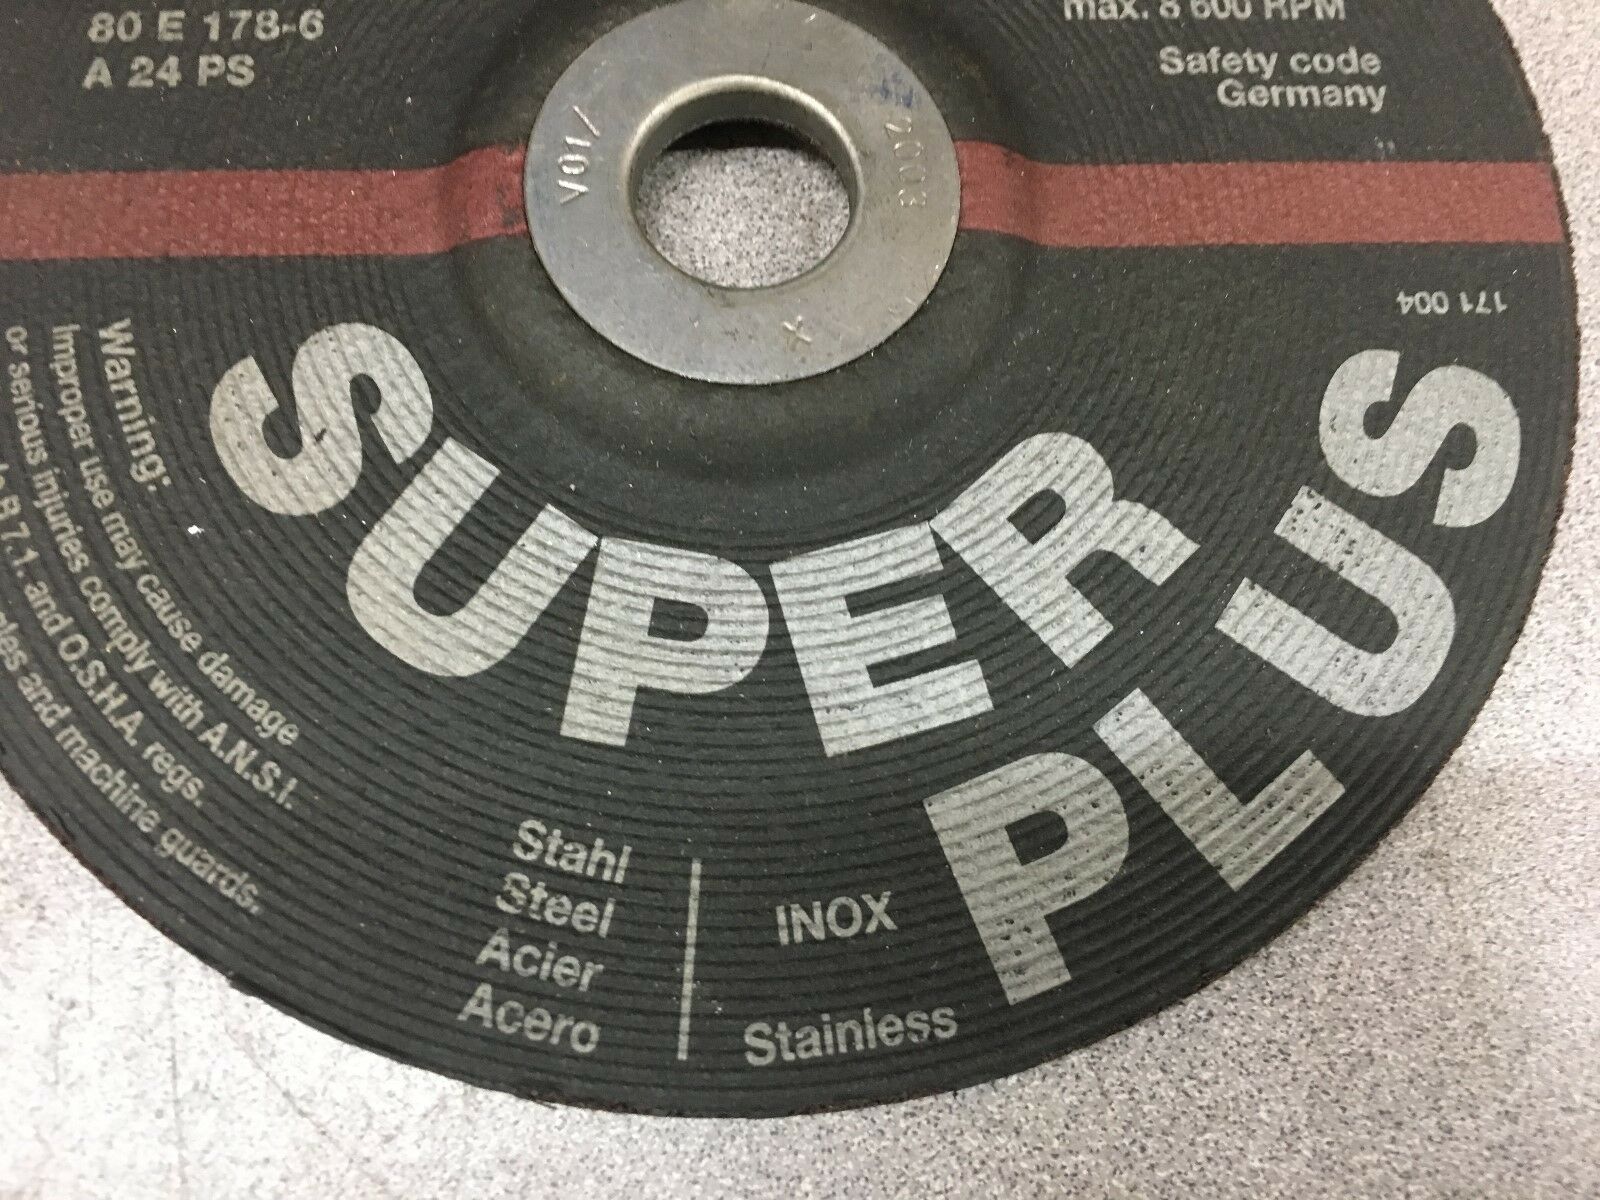 80 E 178-6
A 24 PS
max. 8 600 RPM
Safety code
Germany
V01/
2003
171 004
Warning:
Improper use may cause damage
or serious injuries comply with A.N.S.I.
B 7.1. and O.S.H.A. regs.
and machine guards.
SUPER
PLUS
Stahl
Steel
Acier
Acero
INOX
Stainless